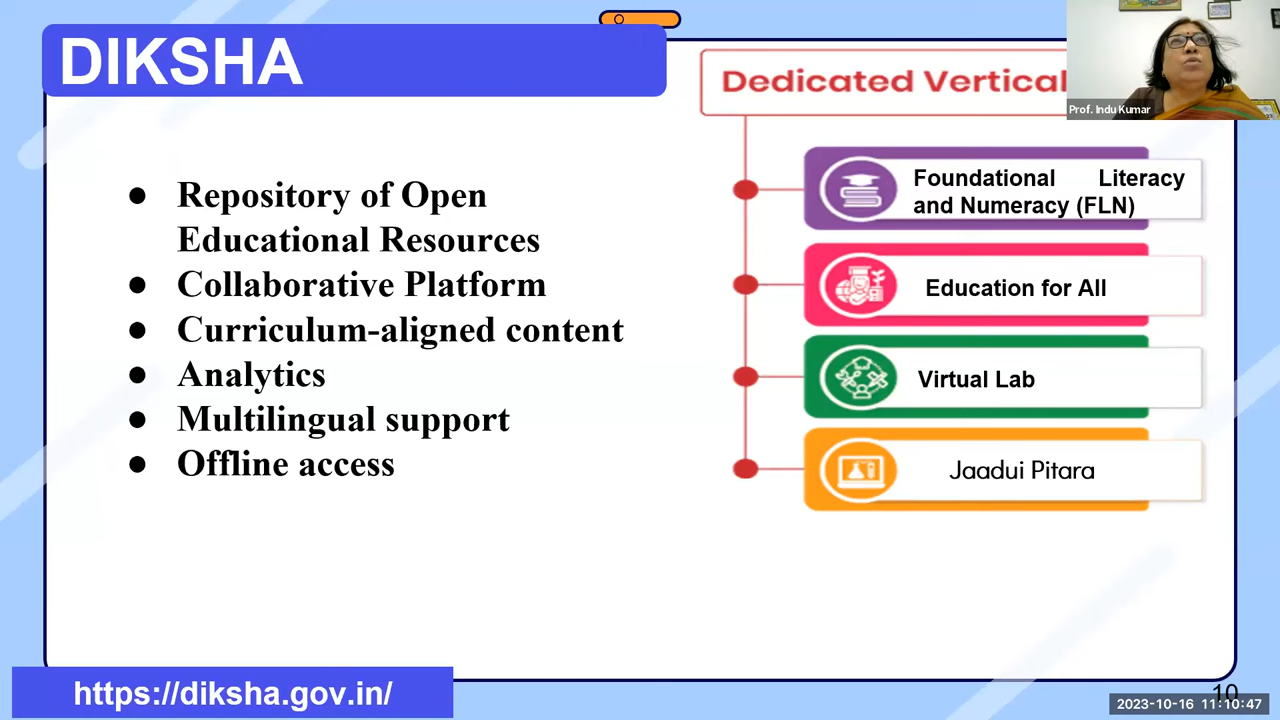 DIKSHA
Repository of Open
Educational Resources
Collaborative Platform
Curriculum-aligned content
Analytics
Multilingual support
Offline access
Dedicated Vertical
Foundational Literacy
and Numeracy (FLN)
Education for All
Virtual Lab
Jaadui Pitara
Prof. Indu Kumar
https://diksha.gov.in/
10
2023-10-16 11:10:47